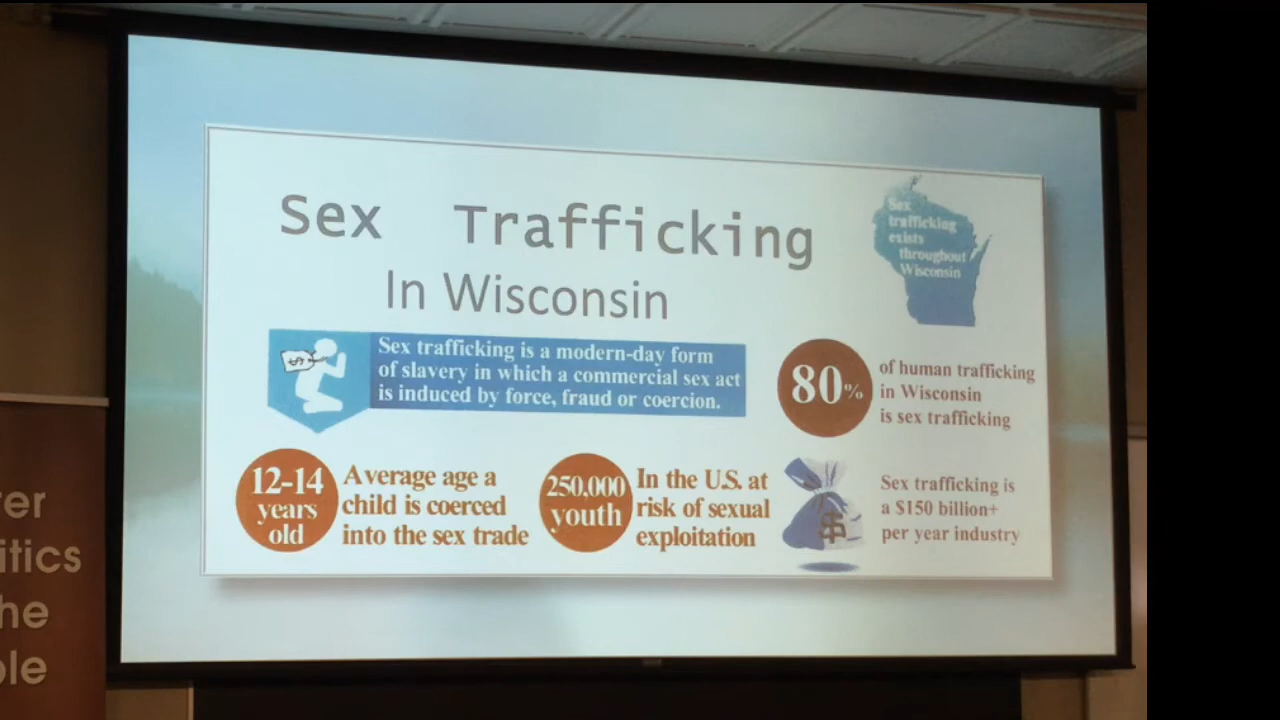 Sex Trafficking
In Wisconsin
Sex
trafficking
exists
throughout
Wisconsin
$
Sex trafficking is a modern-day form
of slavery in which a commercial sex act
is induced by force, fraud or coercion.
80%
of human trafficking
in Wisconsin
is sex trafficking
12-14
years
old
Average age a
child is coerced
into the sex trade
250,000
youth
In the U.S. at
risk of sexual
exploitation
$
Sex trafficking is
a $150 billion+
per year industry
ter
itics
he
ole